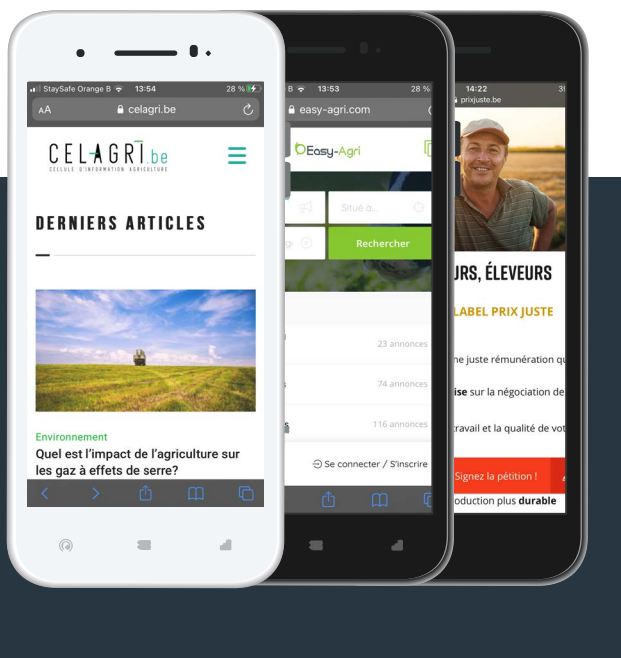 StaySafe Orange B 13:54 28 %
AA celagri.be
CELAGRI.be
CELLULE D'INFORMATION AGRICULTURE
DERNIERS ARTICLES
Environnement
Quel est l'impact de l'agriculture sur
les gaz à effets de serre?
B 13:53 28 %
easy-agri.com
Easy-Agri
Situé à...
Rechercher
23 annonces
74 annonces
116 annonces
Se connecter / S'inscrire
14:22
prixjuste.be
URS, ÉLEVEURS
LABEL PRIX JUSTE
ne juste rémunération qu
ise sur la négociation de
travail et la qualité de vot
Signez la pétition !
oduction plus durable